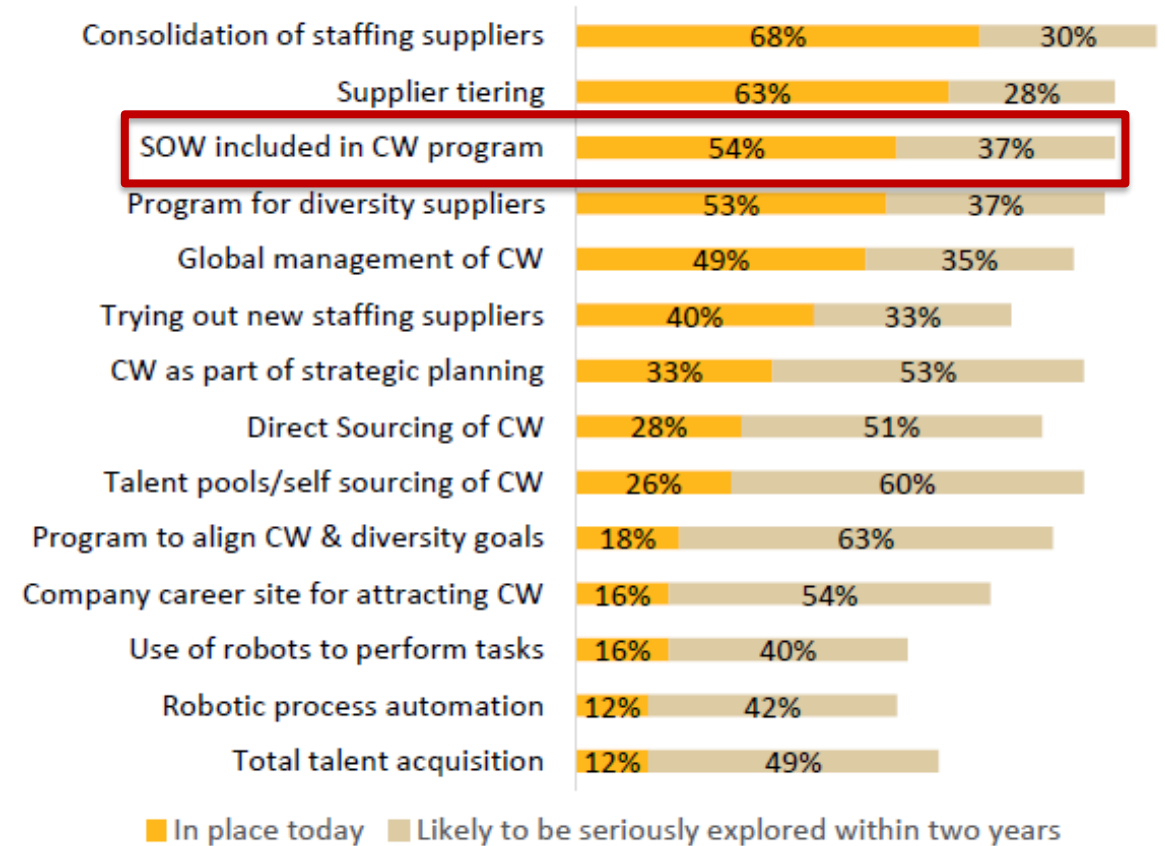 Consolidation of staffing suppliers 68% 30%
Supplier tiering 63% 28%
SOW included in CW program 54% 37%
Program for diversity suppliers 53% 37%
Global management of CW 49% 35%
Trying out new staffing suppliers 40% 33%
CW as part of strategic planning 33% 53%
Direct Sourcing of CW 28% 51%
Talent pools/self sourcing of CW 26% 60%
Program to align CW & diversity goals 18% 63%
Company career site for attracting CW 16% 54%
Use of robots to perform tasks 16% 40%
Robotic process automation 12% 42%
Total talent acquisition 12% 49%
In place today Likely to be seriously explored within two years